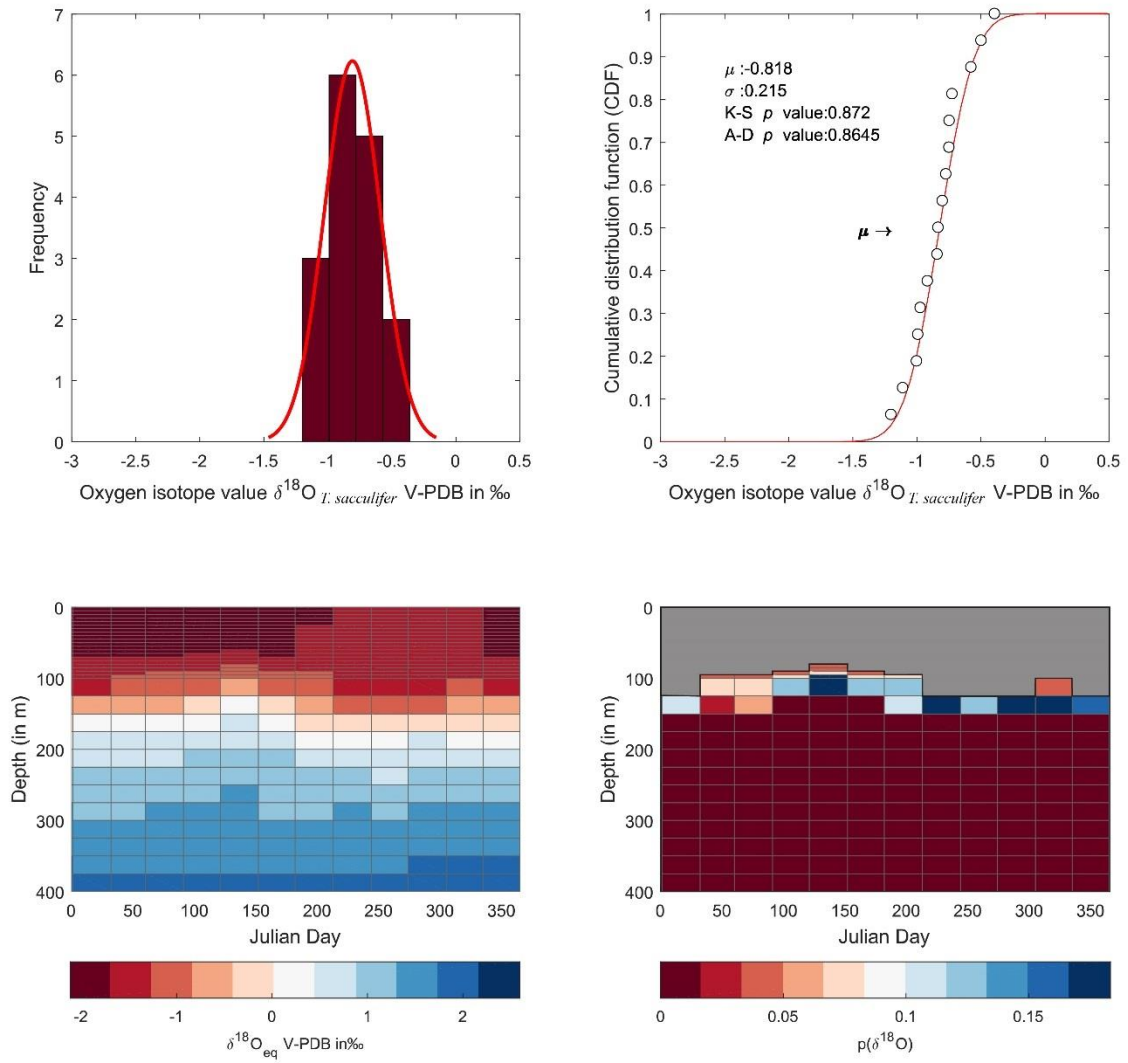 7
6
5
4
3
2
1
0
Frequency
-3 -2.5 -2 -1.5 -1 -0.5 0 0.5
Oxygen isotope value δ¹⁸O T. sacculifer V-PDB in ‰
1
0.9
0.8
0.7
0.6
0.5
0.4
0.3
0.2
0.1
0
Cumulative distribution function (CDF)
μ :-0.818
σ :0.215
K-S p value:0.872
A-D p value:0.8645
μ →
-3 -2.5 -2 -1.5 -1 -0.5 0 0.5
Oxygen isotope value δ¹⁸O T. sacculifer V-PDB in ‰
0
100
200
300
400
Depth (in m)
0 50 100 150 200 250 300 350
Julian Day
-2 -1 0 1 2
δ¹⁸Oeq V-PDB in‰
0
100
200
300
400
Depth (in m)
0 50 100 150 200 250 300 350
Julian Day
0 0.05 0.1 0.15
p(δ¹⁸O)